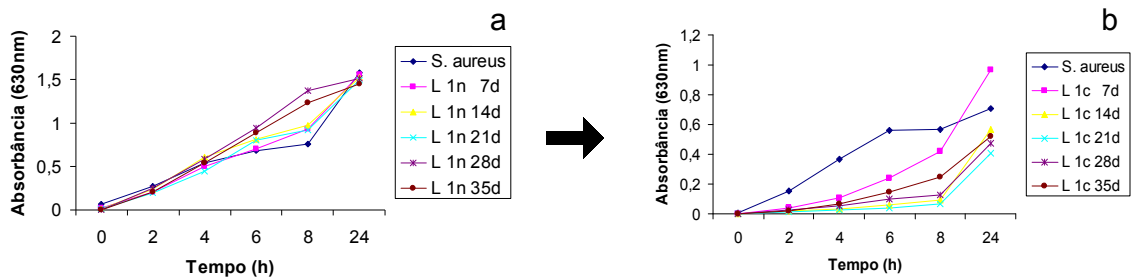 a
Absorbância (630nm)
2
1,5
1
0,5
0
0 2 4 6 8 24
Tempo (h)
S. aureus
L 1n 7d
L 1n 14d
L 1n 21d
L 1n 28d
L 1n 35d
b
Absorbância (630nm)
1,2
1
0,8
0,6
0,4
0,2
0
0 2 4 6 8 24
Tempo (h)
S. aureus
L 1c 7d
L 1c 14d
L 1c 21d
L 1c 28d
L 1c 35d